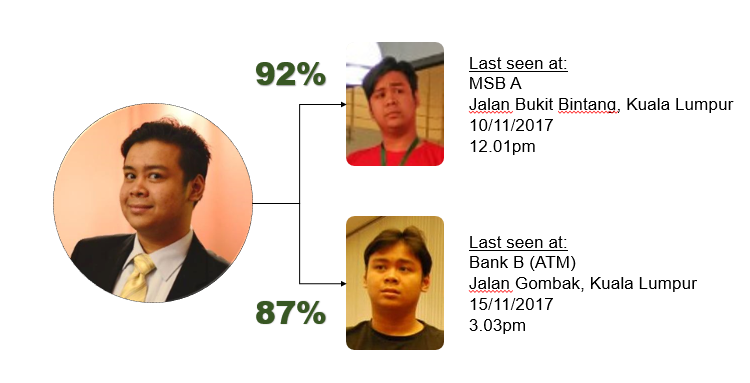 92%
Last seen at:
MSB A
Jalan Bukit Bintang, Kuala Lumpur
10/11/2017
12.01pm
87%
Last seen at:
Bank B (ATM)
Jalan Gombak, Kuala Lumpur
15/11/2017
3.03pm